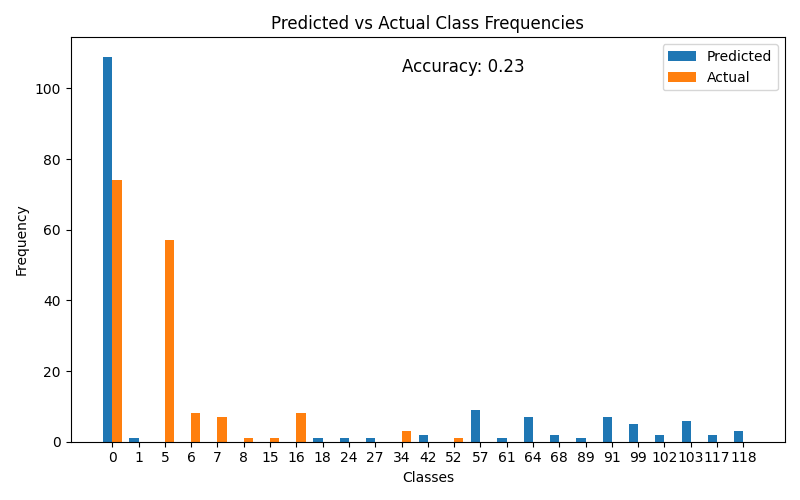 Predicted vs Actual Class Frequencies
Accuracy: 0.23
Predicted
Actual
Frequency
100
80
60
40
20
0
0 1 5 6 7 8 15 16 18 24 27 34 42 52 57 61 64 68 89 91 99 102 103 117 118
Classes